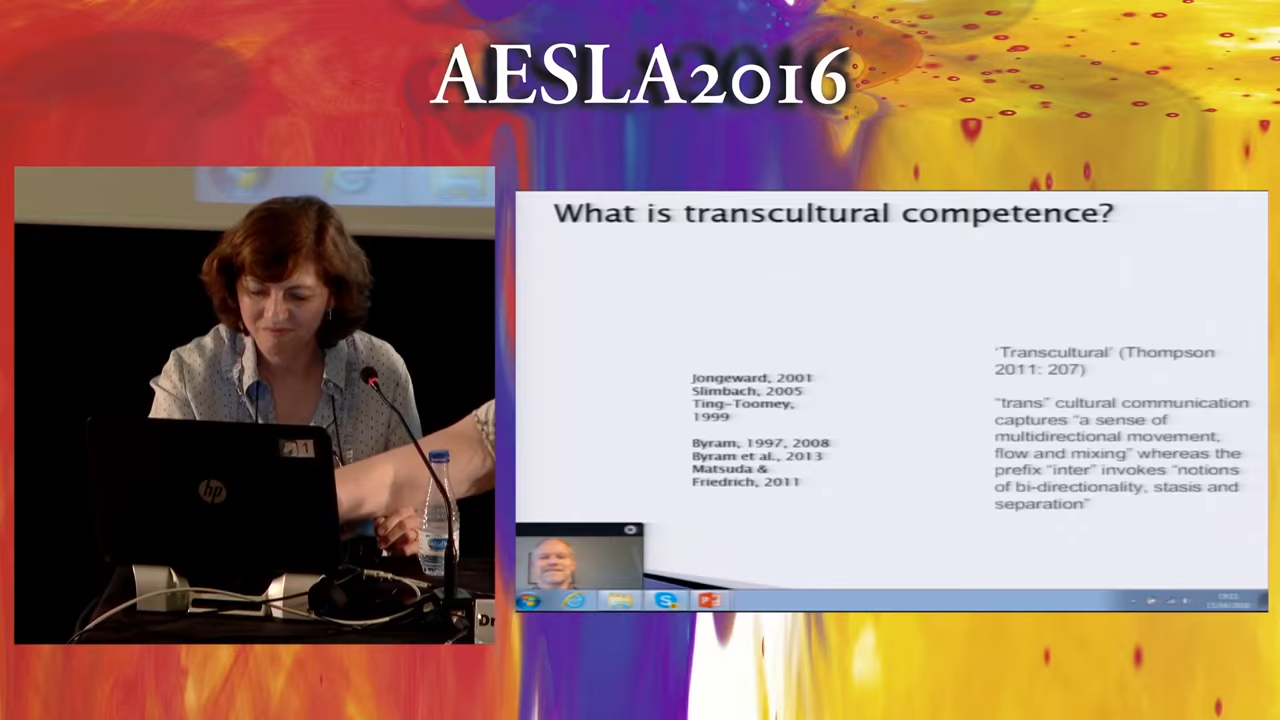 AESLA2016
What is transcultural competence?
Jongeward, 2001
Slimbach, 2005
Ting-Toomey,
1999
Byram, 1997, 2008
Byram et al., 2013
Matsuda &
Friedrich, 2011
'Transcultural' (Thompson
2011: 207)
"trans" cultural communication
captures "a sense of
multidirectional movement,
flow and mixing" whereas the
prefix "inter" invokes "notions
of bi-directionality, stasis and
separation"
hp
1
Dr